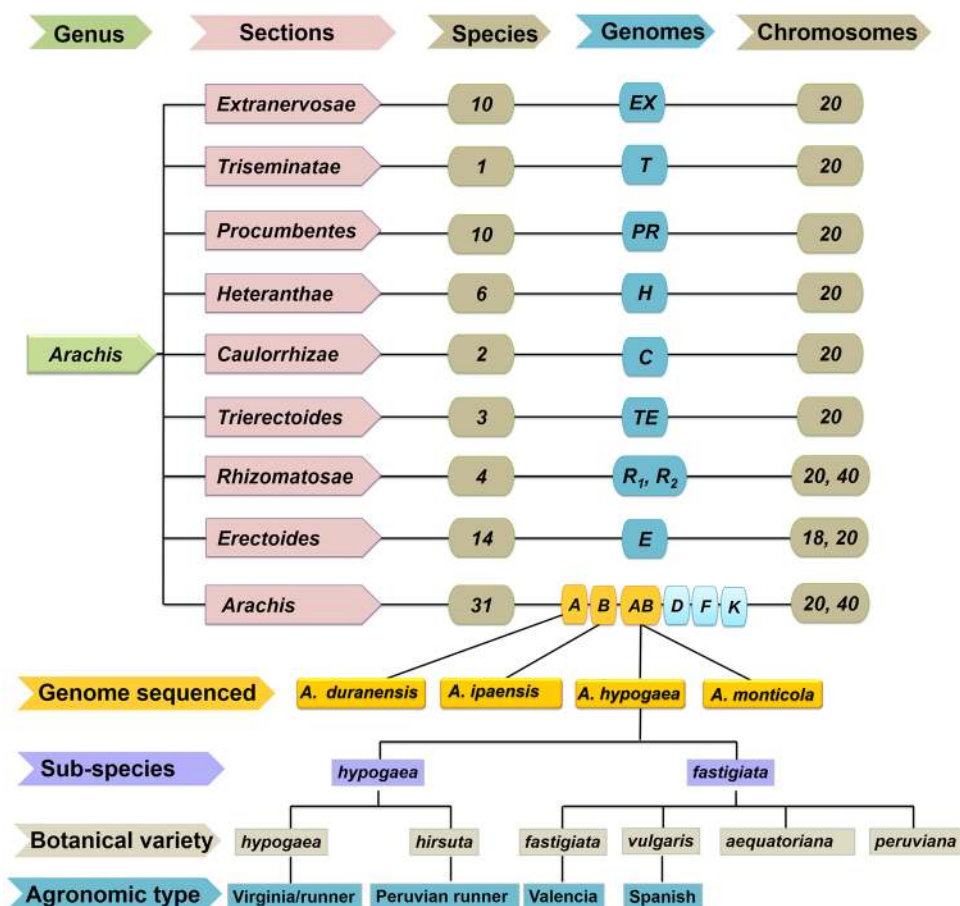 Genus Sections Species Genomes Chromosomes
Extranervosae 10 EX 20
Triseminatae 1 T 20
Procumbentes 10 PR 20
Heteranthae 6 H 20
Arachis Caulorrhizae 2 C 20
Trierectoides 3 TE 20
Rhizomatosae 4 R₁, R₂ 20, 40
Erectoides 14 E 18, 20
Arachis 31 A B AB D F K 20, 40
Genome sequenced A. duranensis A. ipaensis A. hypogaea A. monticola
Sub-species hypogaea fastigiata
Botanical variety hypogaea hirsuta fastigiata vulgaris aequatoriana peruviana
Agronomic type Virginia/runner Peruvian runner Valencia Spanish